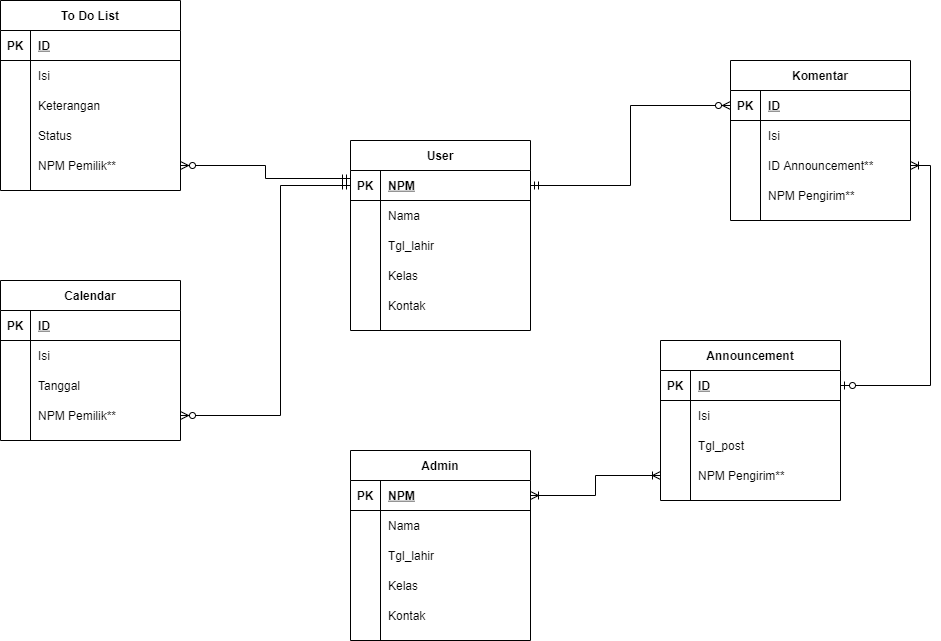 To Do List
PK ID
Isi
Keterangan
Status
NPM Pemilik**
Komentar
PK ID
Isi
ID Announcement**
NPM Pengirim**
User
PK NPM
Nama
Tgl_lahir
Kelas
Kontak
Calendar
PK ID
Isi
Tanggal
NPM Pemilik**
Announcement
PK ID
Isi
Tgl_post
NPM Pengirim**
Admin
PK NPM
Nama
Tgl_lahir
Kelas
Kontak